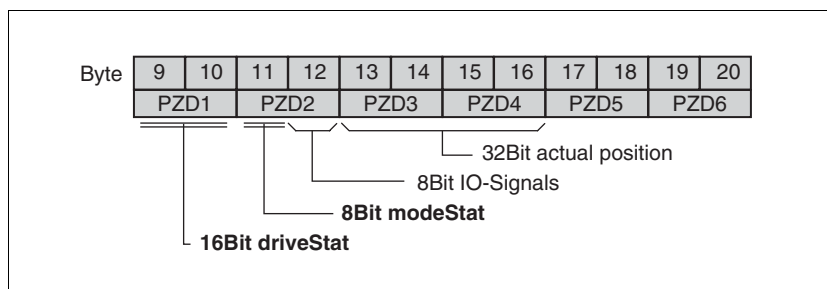 Byte 9 10 11 12 13 14 15 16 17 18 19 20
PZD1 PZD2 PZD3 PZD4 PZD5 PZD6
32Bit actual position
8Bit IO-Signals
8Bit modeStat
16Bit driveStat